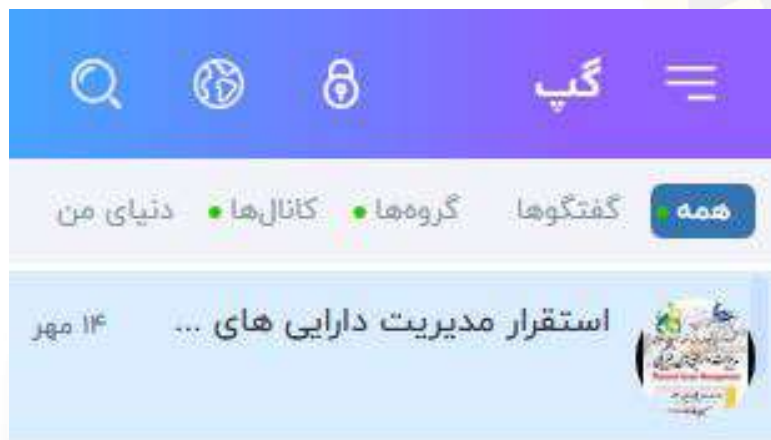 گپ
همه گفتگوها گروه‌ها کانال‌ها دنیای من
استقرار مدیریت دارایی های ...
۱۴ مهر